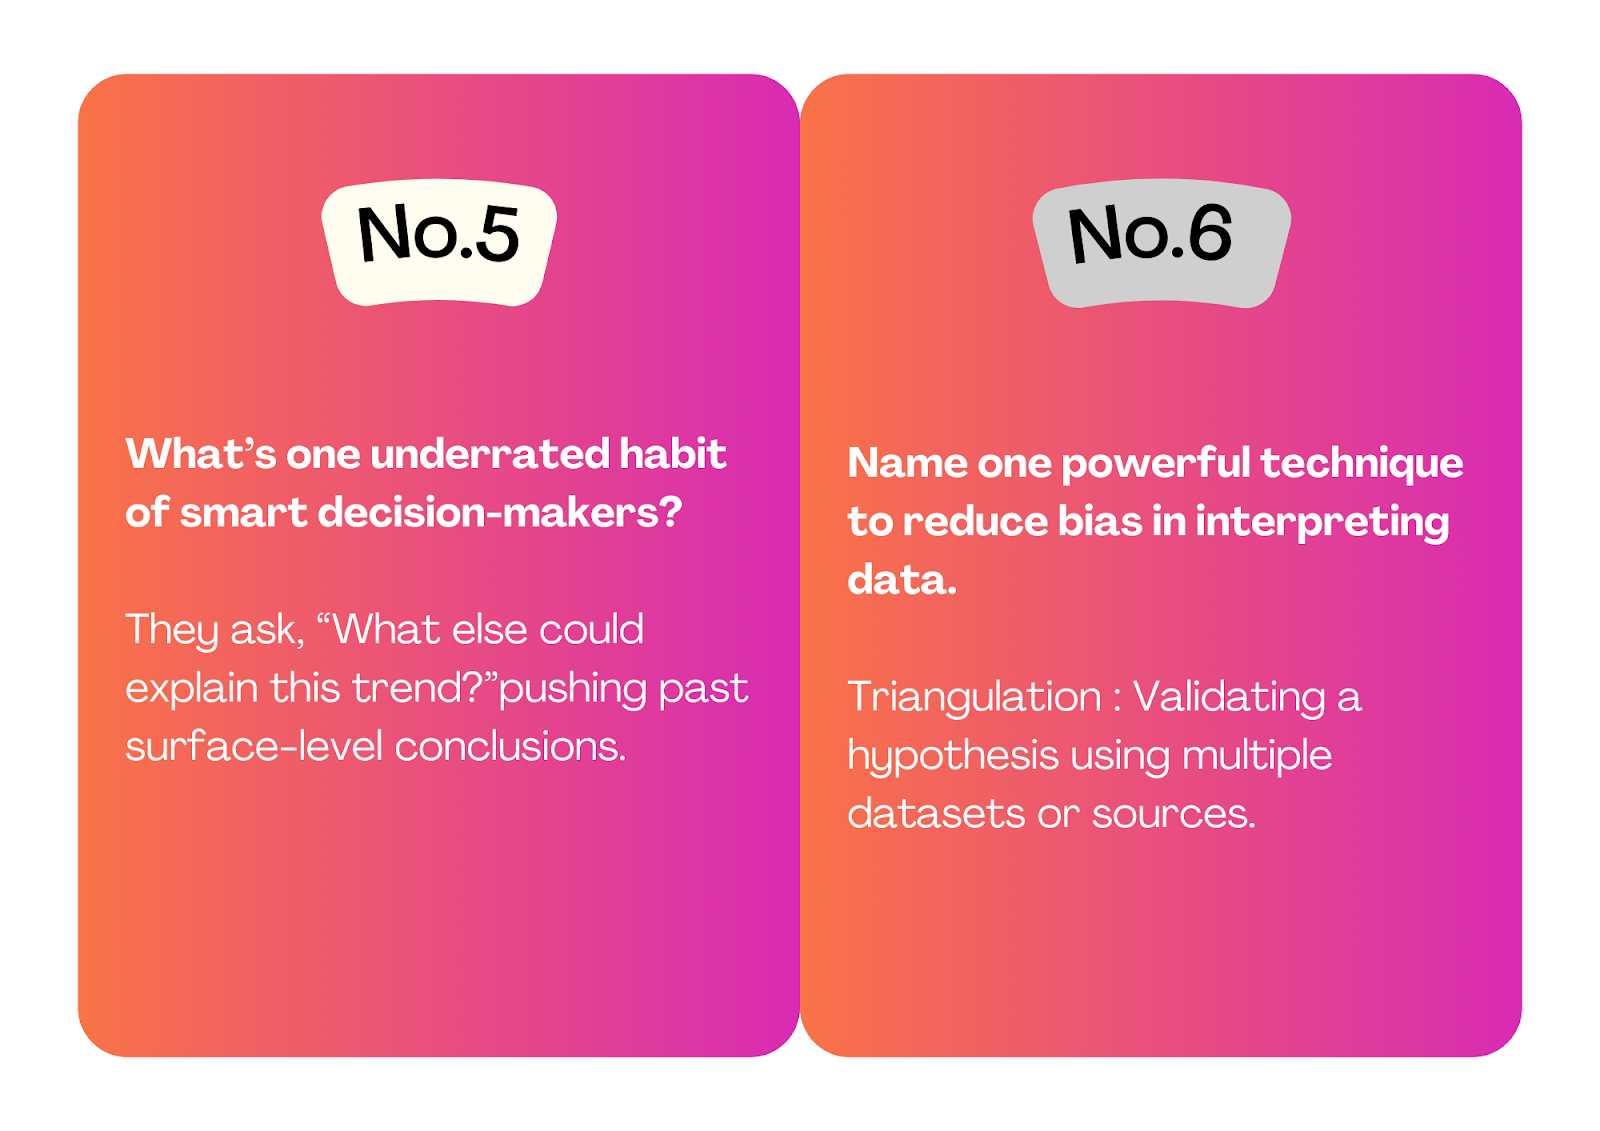 No.5
What’s one underrated habit
of smart decision-makers?
They ask, “What else could
explain this trend?”pushing past
surface-level conclusions.
No.6
Name one powerful technique
to reduce bias in interpreting
data.
Triangulation : Validating a
hypothesis using multiple
datasets or sources.